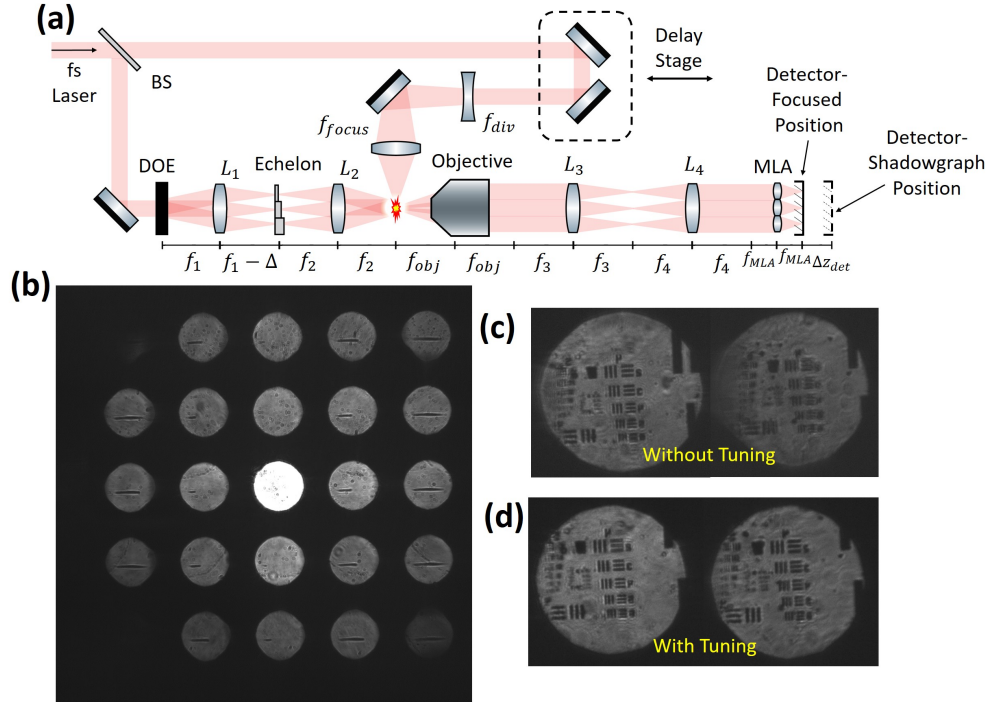 (a)
fs
Laser
BS
Delay
Stage
Detector-
Focused
Position
f_focus
f_div
Detector-
Shadowgraph
Position
DOE
L_1
Echelon
L_2
Objective
L_3
L_4
MLA
f_1
f_1 − Δ
f_2
f_2
f_obj
f_obj
f_3
f_3
f_4
f_4
f_MLA
f_MLA
Δz_det
(b)
(c)
Without Tuning
(d)
With Tuning